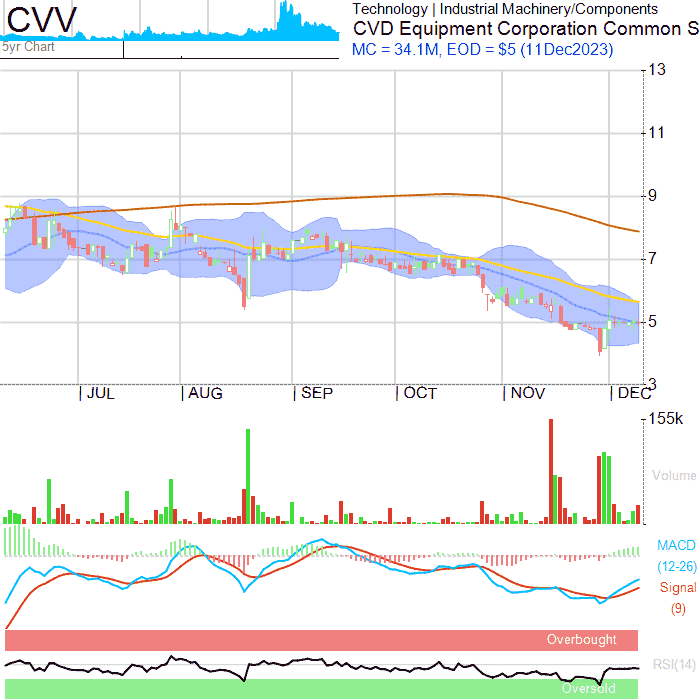 CVV
Technology | Industrial Machinery/Components
CVD Equipment Corporation Common S
MC = 34.1M, EOD = $5 (11Dec2023)
5yr Chart
13
11
9
7
5
3
JUL
AUG
SEP
OCT
NOV
DEC
155k
Volume
MACD
(12-26)
Signal
(9)
Overbought
RSI(14)
Oversold